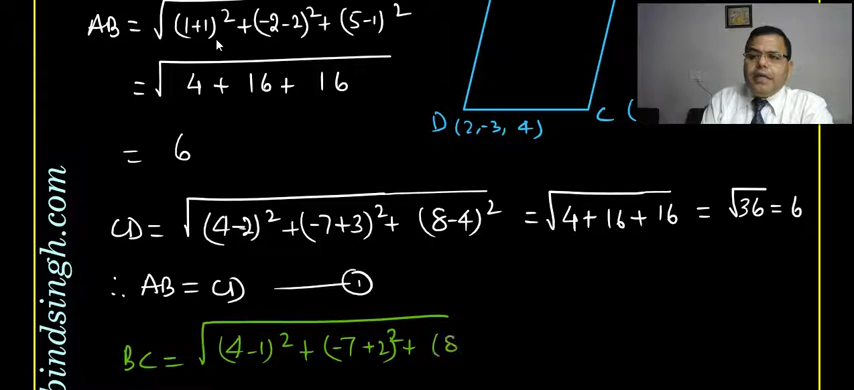 AB = √(1+1)² + (-2-2)² + (5-1)²
= √4 + 16 + 16
D (2, -3, 4)
C (
= 6
CD = √(4-2)² + (-7+3)² + (8-4)² = √4 + 16 + 16 = √36 = 6
∴ AB = CD —— ①
BC = √(4-1)² + (-7+2)² + (8
bindsingh.com